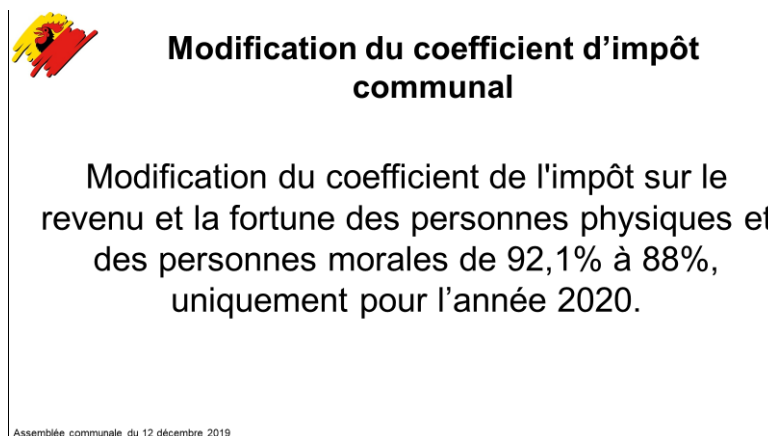 Modification du coefficient d’impôt
communal
Modification du coefficient de l'impôt sur le
revenu et la fortune des personnes physiques et
des personnes morales de 92,1% à 88%,
uniquement pour l’année 2020.
Assemblée communale du 12 décembre 2019